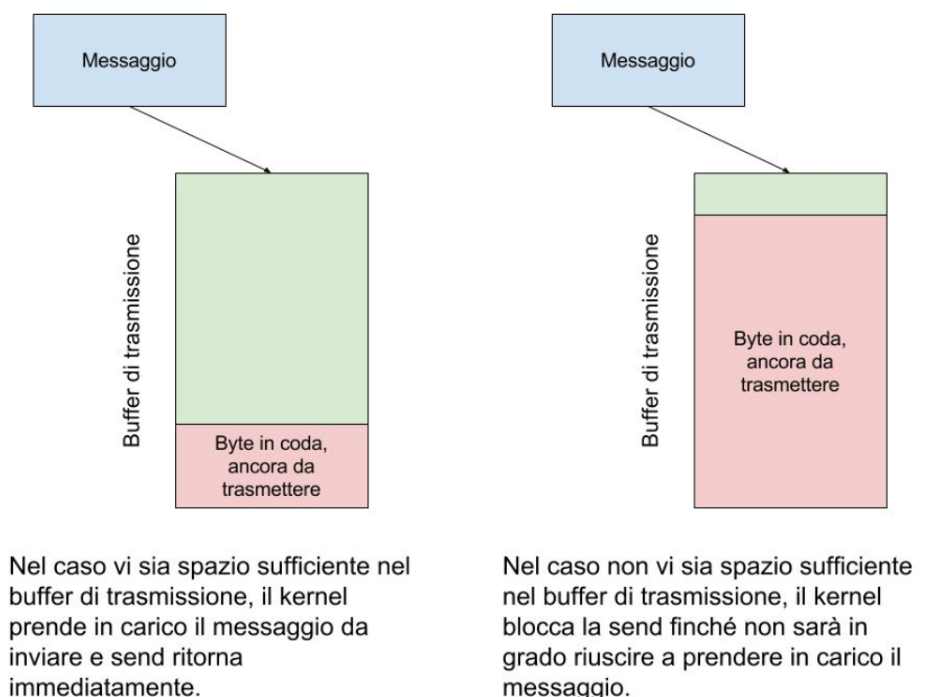 Messaggio
Buffer di trasmissione
Byte in coda,
ancora da
trasmettere
Nel caso vi sia spazio sufficiente nel
buffer di trasmissione, il kernel
prende in carico il messaggio da
inviare e send ritorna
immediatamente.
Messaggio
Buffer di trasmissione
Byte in coda,
ancora da
trasmettere
Nel caso non vi sia spazio sufficiente
nel buffer di trasmissione, il kernel
blocca la send finché non sarà in
grado riuscire a prendere in carico il
messaggio.